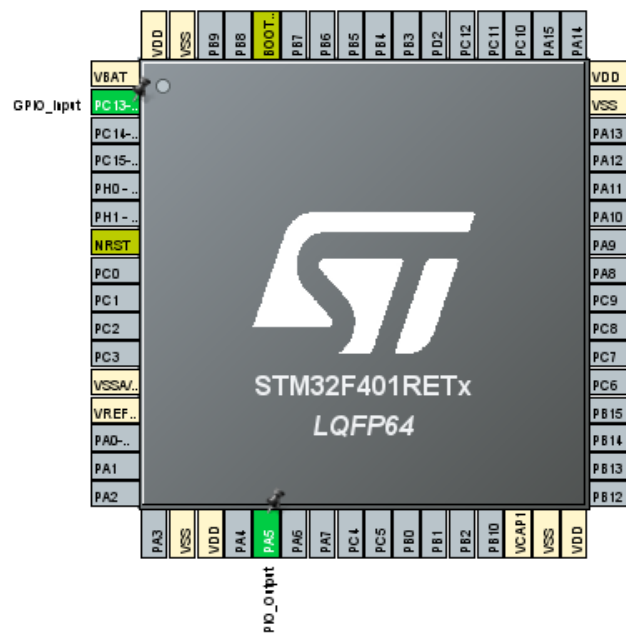 VDD
VSS
PB9
PB8
BOOT..
PB7
PB6
PB5
PB4
PB3
PD2
PC12
PC11
PC10
PA15
PA14
VBAT
GPIO_Input
PC13-..
PC14-..
PC15-..
PH0 - ..
PH1 - ..
NRST
PC0
PC1
PC2
PC3
VSSA/..
VREF..
PA0-..
PA1
PA2
ST
STM32F401RETx
LQFP64
VDD
VSS
PA13
PA12
PA11
PA10
PA9
PA8
PC9
PC8
PC7
PC6
PB15
PB14
PB13
PB12
PA3
VSS
VDD
PA4
PA5
PA6
PA7
PC4
PC5
PB0
PB1
PB2
PB10
VCAP1
VSS
VDD
PIO_Output